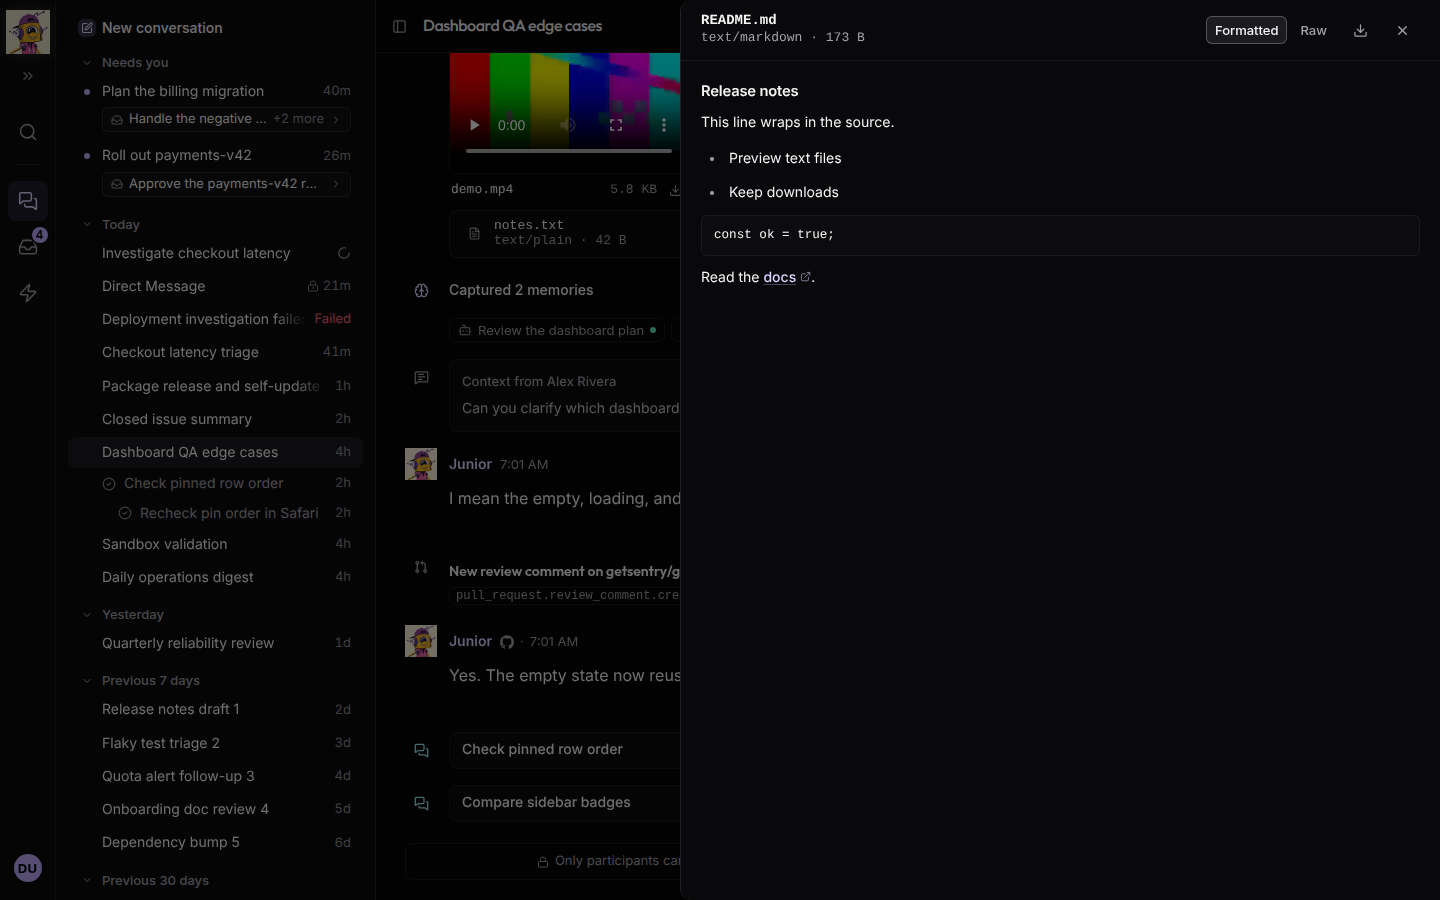 New conversation
Needs you
Plan the billing migration 40m
Handle the negative ... +2 more
Roll out payments-v42 26m
Approve the payments-v42 r...
Today
Investigate checkout latency
Direct Message 21m
Deployment investigation failed Failed
Checkout latency triage 41m
Package release and self-update 1h
Closed issue summary 2h
Dashboard QA edge cases 4h
Check pinned row order 2h
Recheck pin order in Safari 2h
Sandbox validation 4h
Daily operations digest 4h
Yesterday
Quarterly reliability review 1d
Previous 7 days
Release notes draft 1 2d
Flaky test triage 2 3d
Quota alert follow-up 3 4d
Onboarding doc review 4 5d
Dependency bump 5 6d
Previous 30 days
4
DU
Dashboard QA edge cases
0:00
demo.mp4 5.8 KB
notes.txt
text/plain · 42 B
Captured 2 memories
Review the dashboard plan
Context from Alex Rivera
Can you clarify which dashboard
Junior 7:01 AM
I mean the empty, loading, and
New review comment on getsentry/g
pull_request.review_comment.cre
Junior · 7:01 AM
Yes. The empty state now reus
Check pinned row order
Compare sidebar badges
Only participants can
README.md
text/markdown · 173 B
Formatted Raw
Release notes
This line wraps in the source.
• Preview text files
• Keep downloads
const ok = true;
Read the docs.